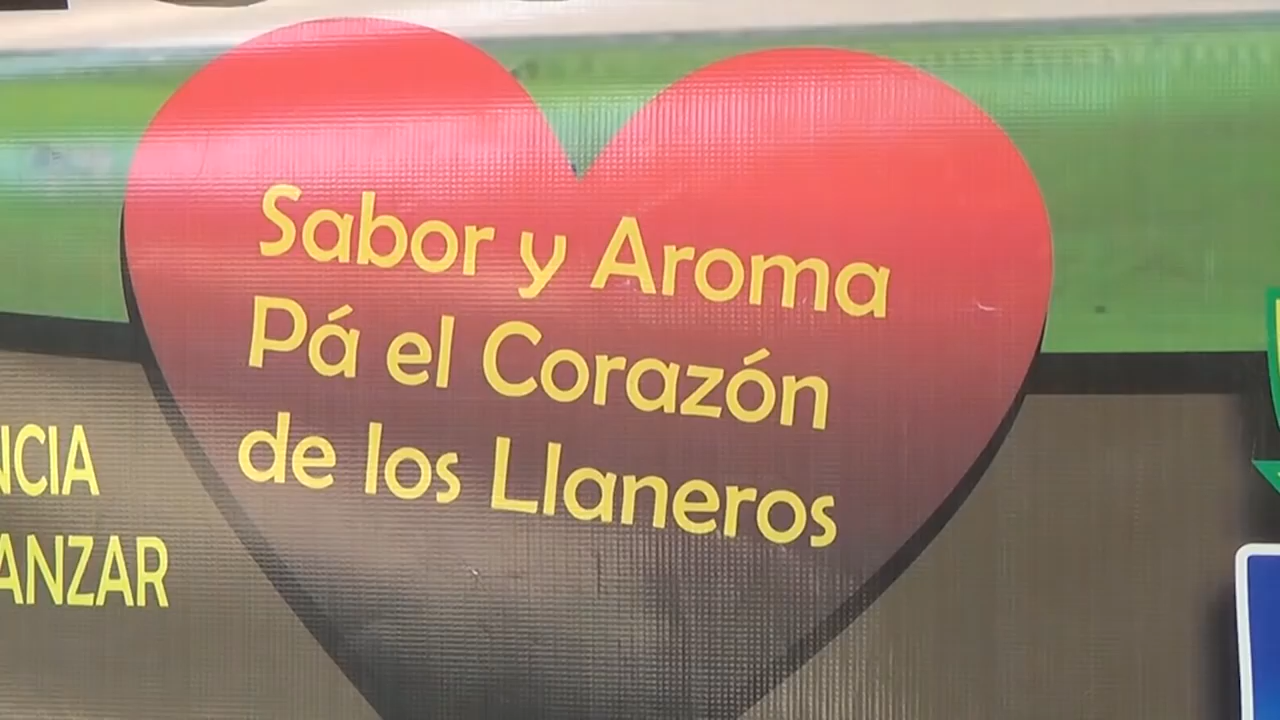 Sabor y Aroma
Pá el Corazón
de los Llaneros
NCIA
ANZAR